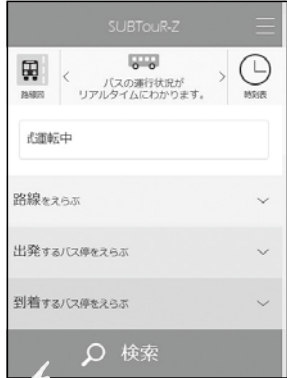 SUBTouR-Z
路線図
バスの運行状況が
リアルタイムにわかります。
時刻表
式運転中
路線をえらぶ
出発するバス停をえらぶ
到着するバス停をえらぶ
検索